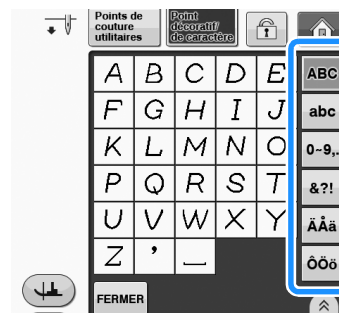 Points de
couture
utilitaires
Point
décoratif/
de caractère
A B C D E ABC
F G H I J abc
K L M N O 0~9,.
P Q R S T &?!
U V W X Y ÄÅä
Z ’ _ ÔÖö
FERMER